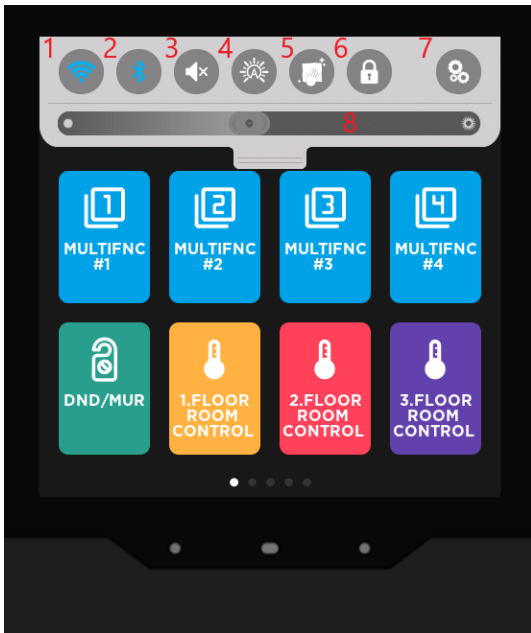 1 2 3 4 5 6 7
A
8
1 2 3 4
MULTIFNC MULTIFNC MULTIFNC MULTIFNC
#1 #2 #3 #4
DND/MUR 1.FLOOR 2.FLOOR 3.FLOOR
ROOM ROOM ROOM
CONTROL CONTROL CONTROL